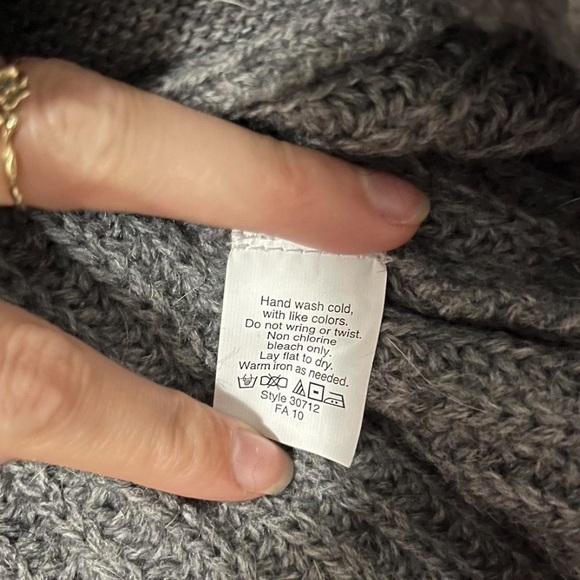 Hand wash cold,
with like colors.
Do not wring or twist.
Non chlorine
bleach only.
Lay flat to dry.
Warm iron as needed.
Style 30712
FA 10